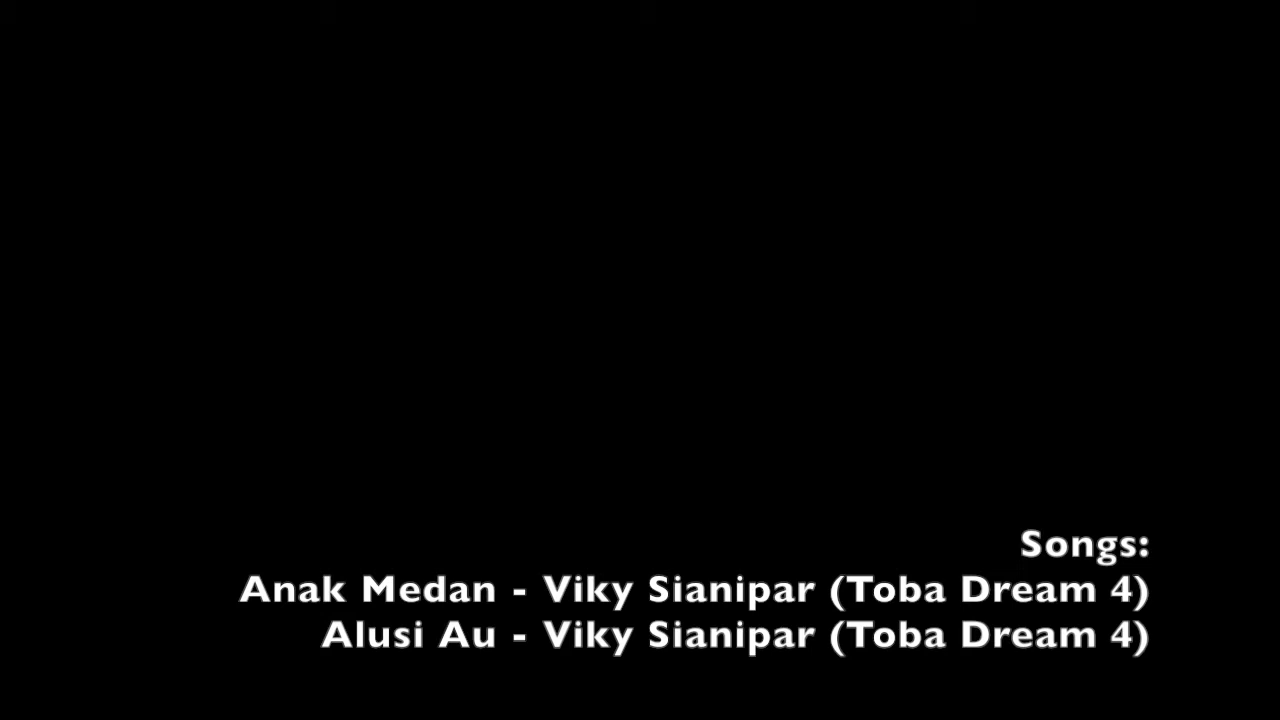 Songs:
Anak Medan - Viky Sianipar (Toba Dream 4)
Alusi Au - Viky Sianipar (Toba Dream 4)